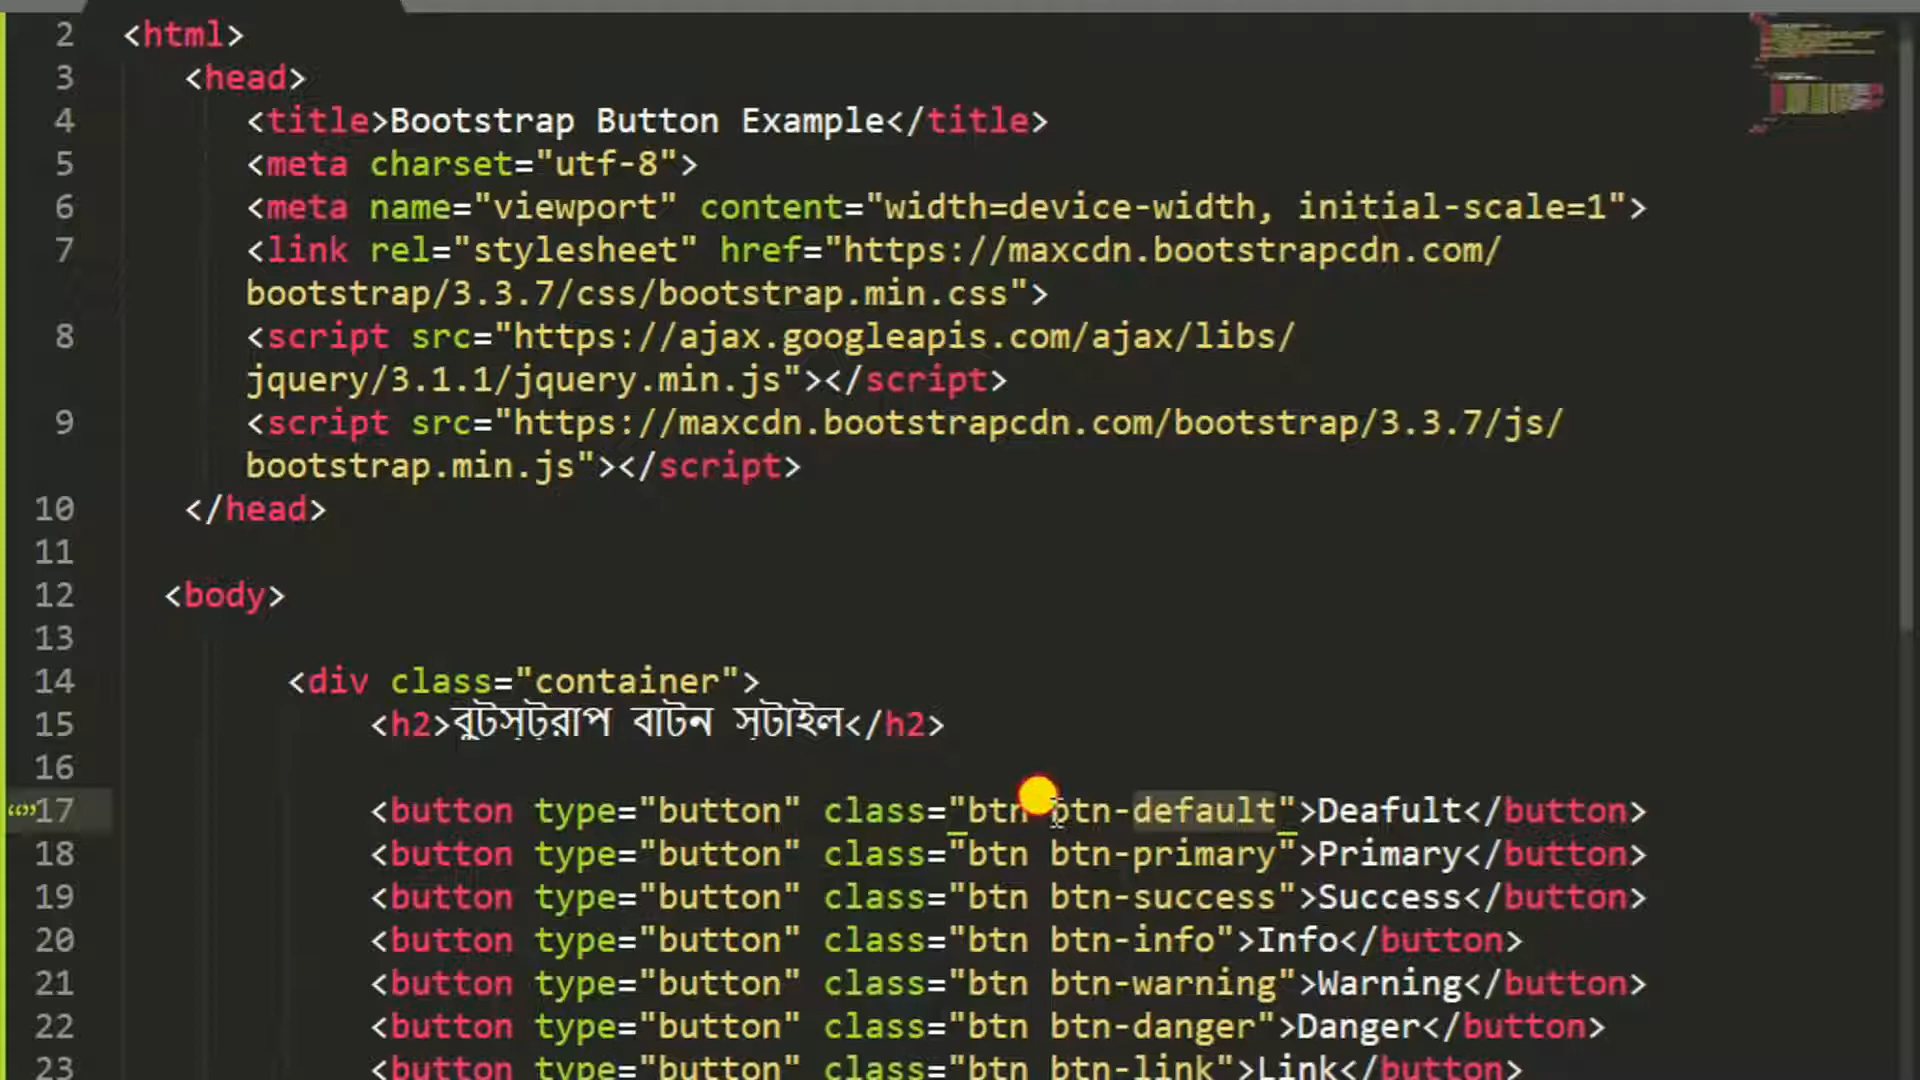 2 <html>
3 <head>
4 <title>Bootstrap Button Example</title>
5 <meta charset="utf-8">
6 <meta name="viewport" content="width=device-width, initial-scale=1">
7 <link rel="stylesheet" href="https://maxcdn.bootstrapcdn.com/
bootstrap/3.3.7/css/bootstrap.min.css">
8 <script src="https://ajax.googleapis.com/ajax/libs/
jquery/3.1.1/jquery.min.js"></script>
9 <script src="https://maxcdn.bootstrapcdn.com/bootstrap/3.3.7/js/
bootstrap.min.js"></script>
10 </head>
11
12 <body>
13
14 <div class="container">
15 <h2>বুটস্ট্রাপ বাটন স্টাইল</h2>
16
17 <button type="button" class="btn btn-default">Deafult</button>
18 <button type="button" class="btn btn-primary">Primary</button>
19 <button type="button" class="btn btn-success">Success</button>
20 <button type="button" class="btn btn-info">Info</button>
21 <button type="button" class="btn btn-warning">Warning</button>
22 <button type="button" class="btn btn-danger">Danger</button>
23 <button type="button" class="btn btn-link">Link</button>